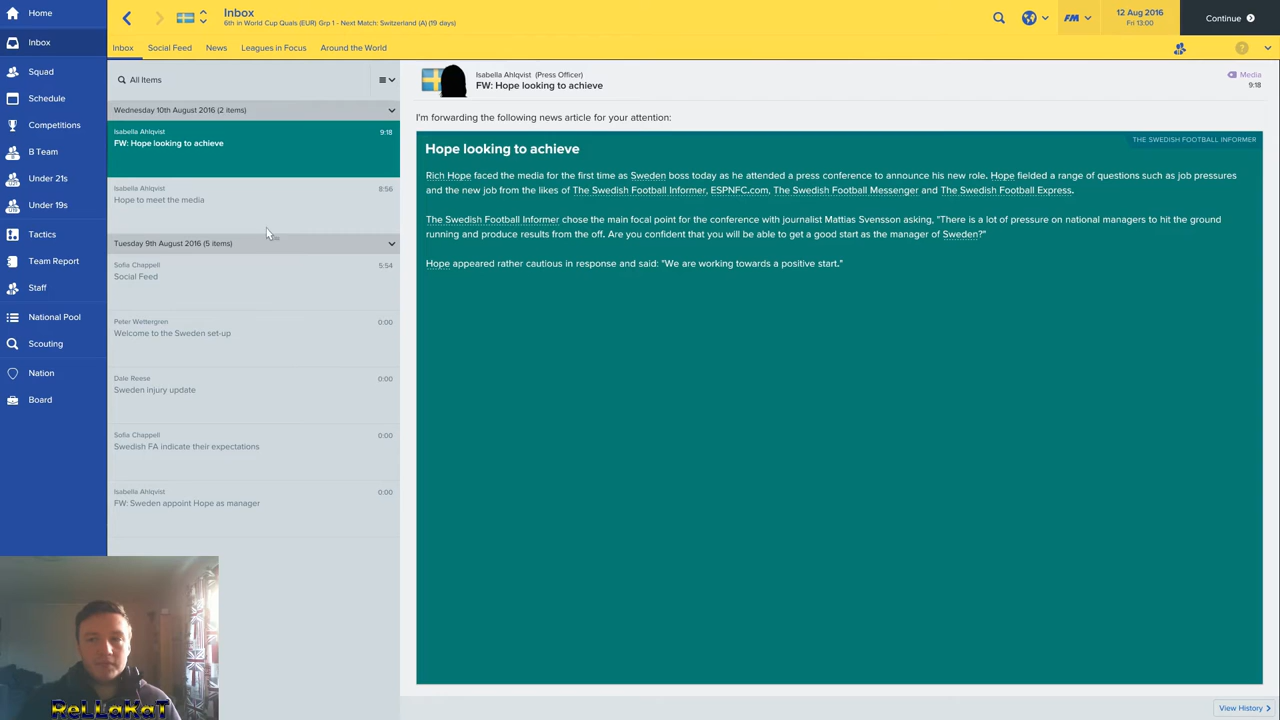 Home
Inbox
6th in World Cup Quals (EUR) Grp 1 - Next Match: Switzerland (A) (19 days)
FM
12 Aug 2016
Fri 13:00
Continue
Inbox
Inbox
Social Feed
News
Leagues in Focus
Around the World
?
Squad
Schedule
Competitions
B Team
Under 21s
Under 19s
Tactics
Team Report
Staff
National Pool
Scouting
Nation
Board
All Items
Wednesday 10th August 2016 (2 items)
Isabella Ahlqvist 9:18
FW: Hope looking to achieve
Isabella Ahlqvist 8:56
Hope to meet the media
Tuesday 9th August 2016 (5 items)
Sofia Chappell 5:54
Social Feed
Peter Wettergren 0:00
Welcome to the Sweden set-up
Dale Reese 0:00
Sweden injury update
Sofia Chappell 0:00
Swedish FA indicate their expectations
Isabella Ahlqvist 0:00
FW: Sweden appoint Hope as manager
Isabella Ahlqvist (Press Officer)
FW: Hope looking to achieve
Media
9:18
I'm forwarding the following news article for your attention:
THE SWEDISH FOOTBALL INFORMER
Hope looking to achieve
Rich Hope faced the media for the first time as Sweden boss today as he attended a press conference to announce his new role. Hope fielded a range of questions such as job pressures
and the new job from the likes of The Swedish Football Informer, ESPNFC.com, The Swedish Football Messenger and The Swedish Football Express.
The Swedish Football Informer chose the main focal point for the conference with journalist Mattias Svensson asking, "There is a lot of pressure on national managers to hit the ground
running and produce results from the off. Are you confident that you will be able to get a good start as the manager of Sweden?"
Hope appeared rather cautious in response and said: "We are working towards a positive start."
View History
ReLLaKaT